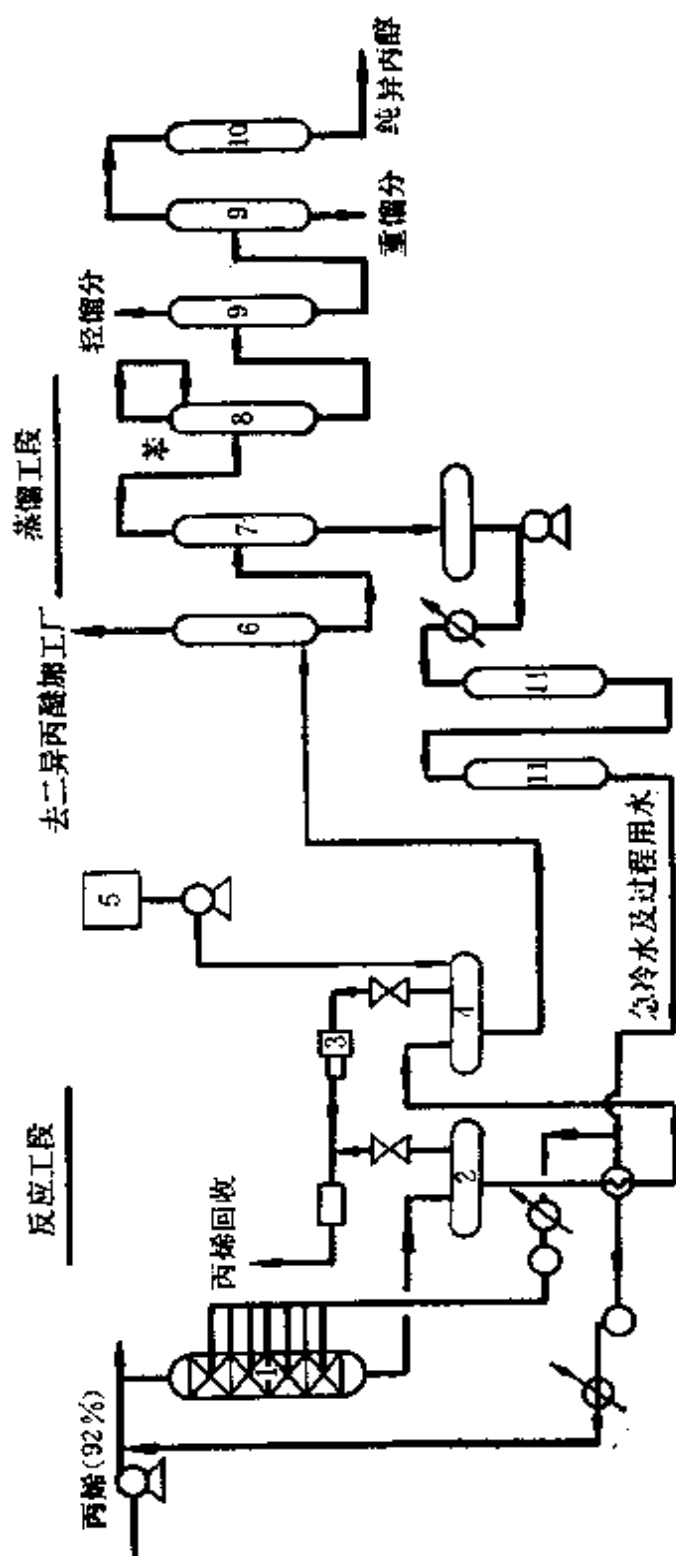 反应工段
蒸馏工段
丙烯(92%)
丙烯回收
去二异丙醚加工厂
苯
轻馏分
重馏分
纯异丙醇
急冷水及过程用水
1
2
3
4
5
6
7
8
9
9
10
11
11